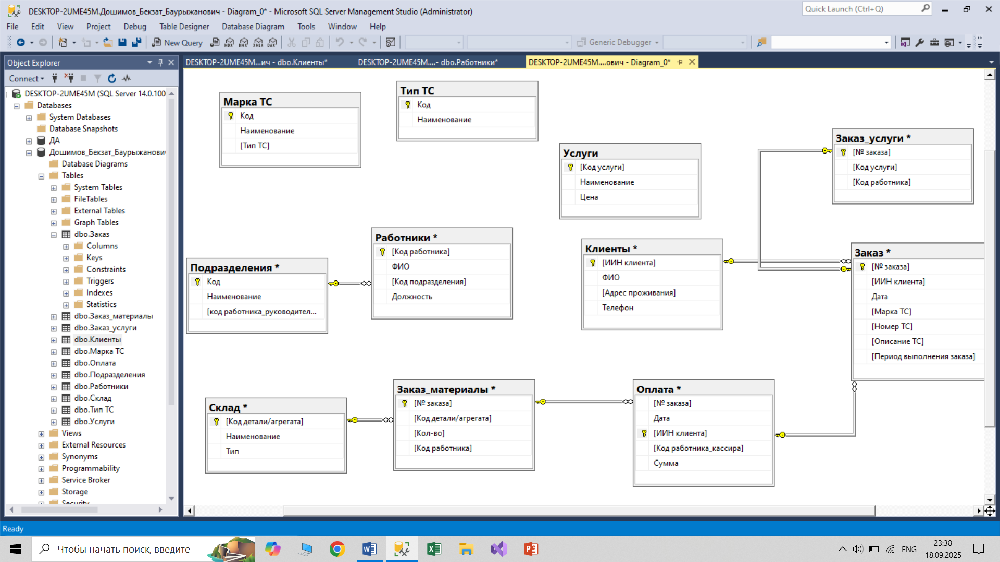 DESKTOP-2UME45M.Дошимов_Бекзат_Баурыжанович - Diagram_0* - Microsoft SQL Server Management Studio (Administrator)
Quick Launch (Ctrl+Q)
File Edit View Project Debug Table Designer Database Diagram Tools Window Help
New Query MDX DMX XMLA DAX Generic Debugger
Object Explorer
Connect
DESKTOP-2UME45M (SQL Server 14.0.100
Databases
System Databases
Database Snapshots
ДА
Дошимов_Бекзат_Баурыжанович
Database Diagrams
Tables
System Tables
FileTables
External Tables
Graph Tables
dbo.Заказ
Columns
Keys
Constraints
Triggers
Indexes
Statistics
dbo.Заказ_материалы
dbo.Заказ_услуги
dbo.Клиенты
dbo.Марка ТС
dbo.Оплата
dbo.Подразделения
dbo.Работники
dbo.Склад
dbo.Тип ТС
dbo.Услуги
Views
External Resources
Synonyms
Programmability
Service Broker
Storage
Security
DESKTOP-2UME45M...ич - dbo.Клиенты*
DESKTOP-2UME45M....- dbo.Работники*
DESKTOP-2UME45M....ович - Diagram_0*
Марка ТС
Код
Наименование
[Тип ТС]
Тип ТС
Код
Наименование
Услуги
[Код услуги]
Наименование
Цена
Заказ_услуги *
[№ заказа]
[Код услуги]
[Код работника]
Подразделения *
Код
Наименование
[код работника_руководител...
Работники *
[Код работника]
ФИО
[Код подразделения]
Должность
Клиенты *
[ИИН клиента]
ФИО
[Адрес проживания]
Телефон
Заказ *
[№ заказа]
[ИИН клиента]
Дата
[Марка ТС]
[Номер ТС]
[Описание ТС]
[Период выполнения заказа]
Склад *
[Код детали/агрегата]
Наименование
Тип
Заказ_материалы *
[№ заказа]
[Код детали/агрегата]
[Кол-во]
[Код работника]
Оплата *
[№ заказа]
Дата
[ИИН клиента]
[Код работника_кассира]
Сумма
Ready
Чтобы начать поиск, введите
ENG
23:38
18.09.2025